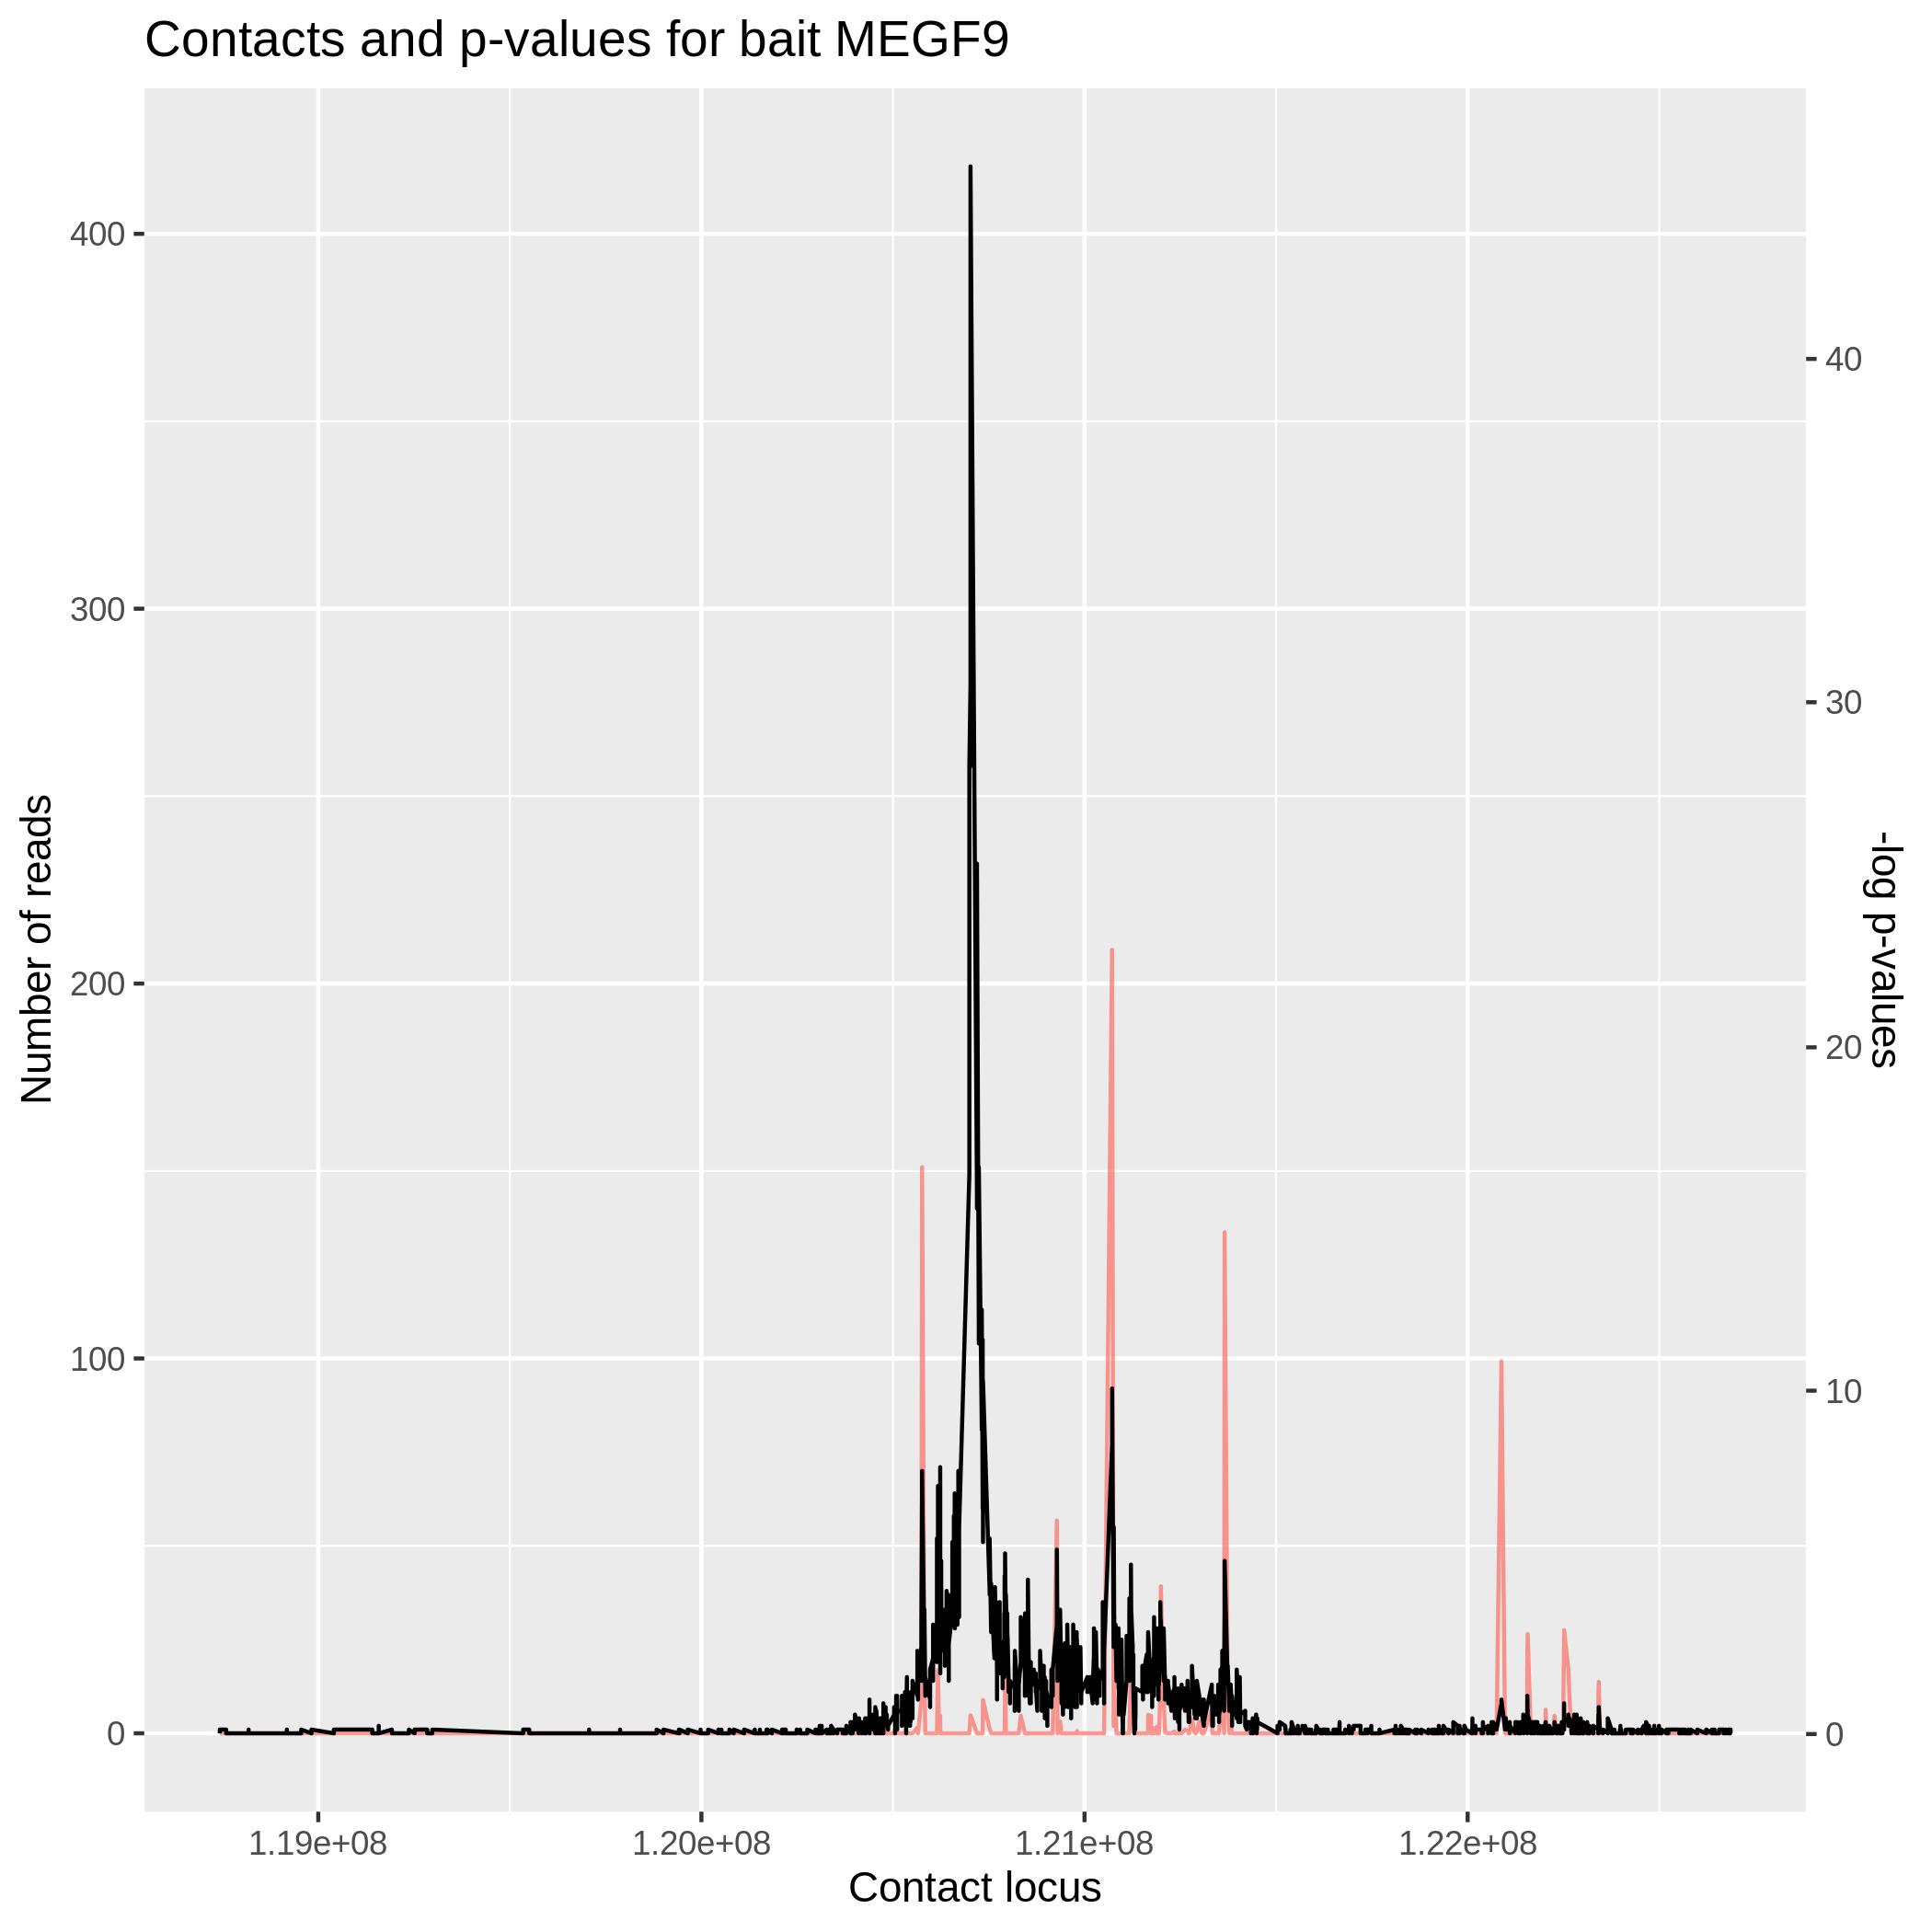 Contacts and p-values for bait MEGF9
Number of reads
400
300
200
100
0
40
30
20
10
0
-log p-values
1.19e+08 1.20e+08 1.21e+08 1.22e+08
Contact locus